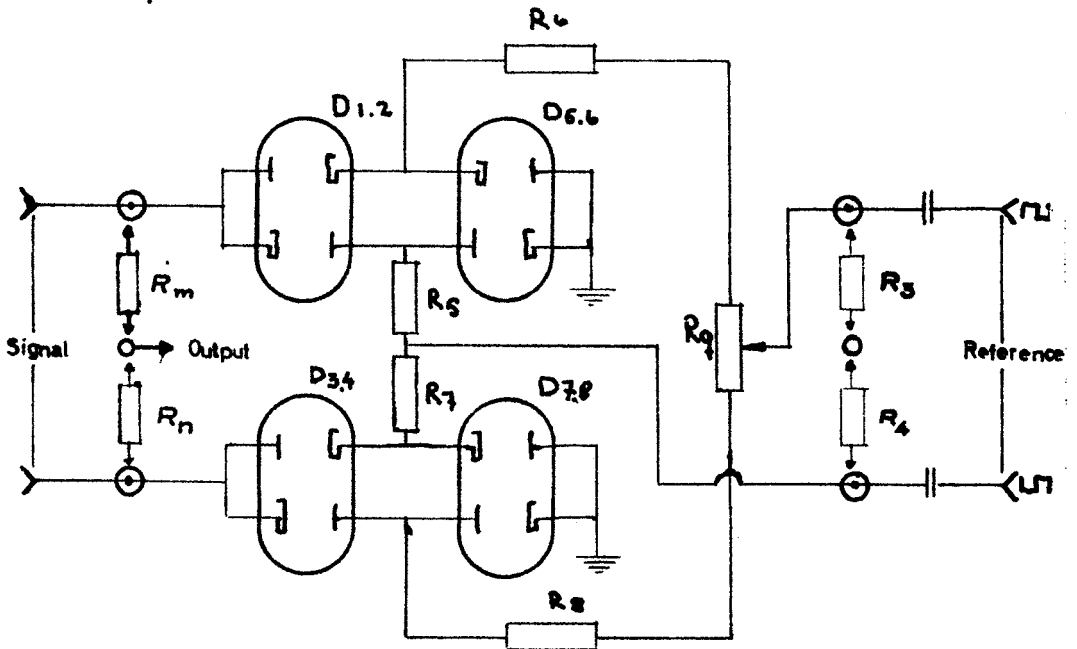 R6
D1.2
D5.6
Rm
R5
R3
Signal
Output
R9
Reference
D3,4
R7
D7.8
Rn
R4
R8